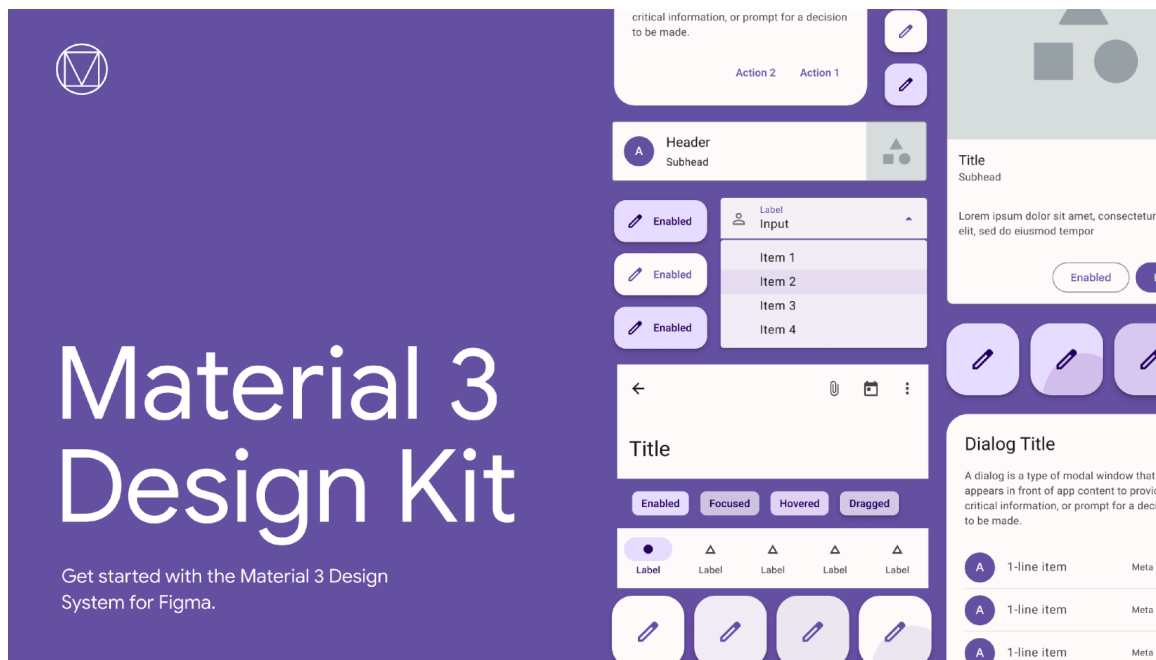 Material 3
Design Kit
Get started with the Material 3 Design
System for Figma.
critical information, or prompt for a decision
to be made.
Action 2
Action 1
A
Header
Subhead
Enabled
Enabled
Enabled
Label
Input
Item 1
Item 2
Item 3
Item 4
Title
Enabled
Focused
Hovered
Dragged
Label
Label
Label
Label
Label
Title
Subhead
Lorem ipsum dolor sit amet, consectetur
elit, sed do eiusmod tempor
Enabled
Dialog Title
A dialog is a type of modal window that
appears in front of app content to
critical information, or prompt for a
to be made.
A
1-line item
Meta
A
1-line item
Meta
A
1-line item
Meta